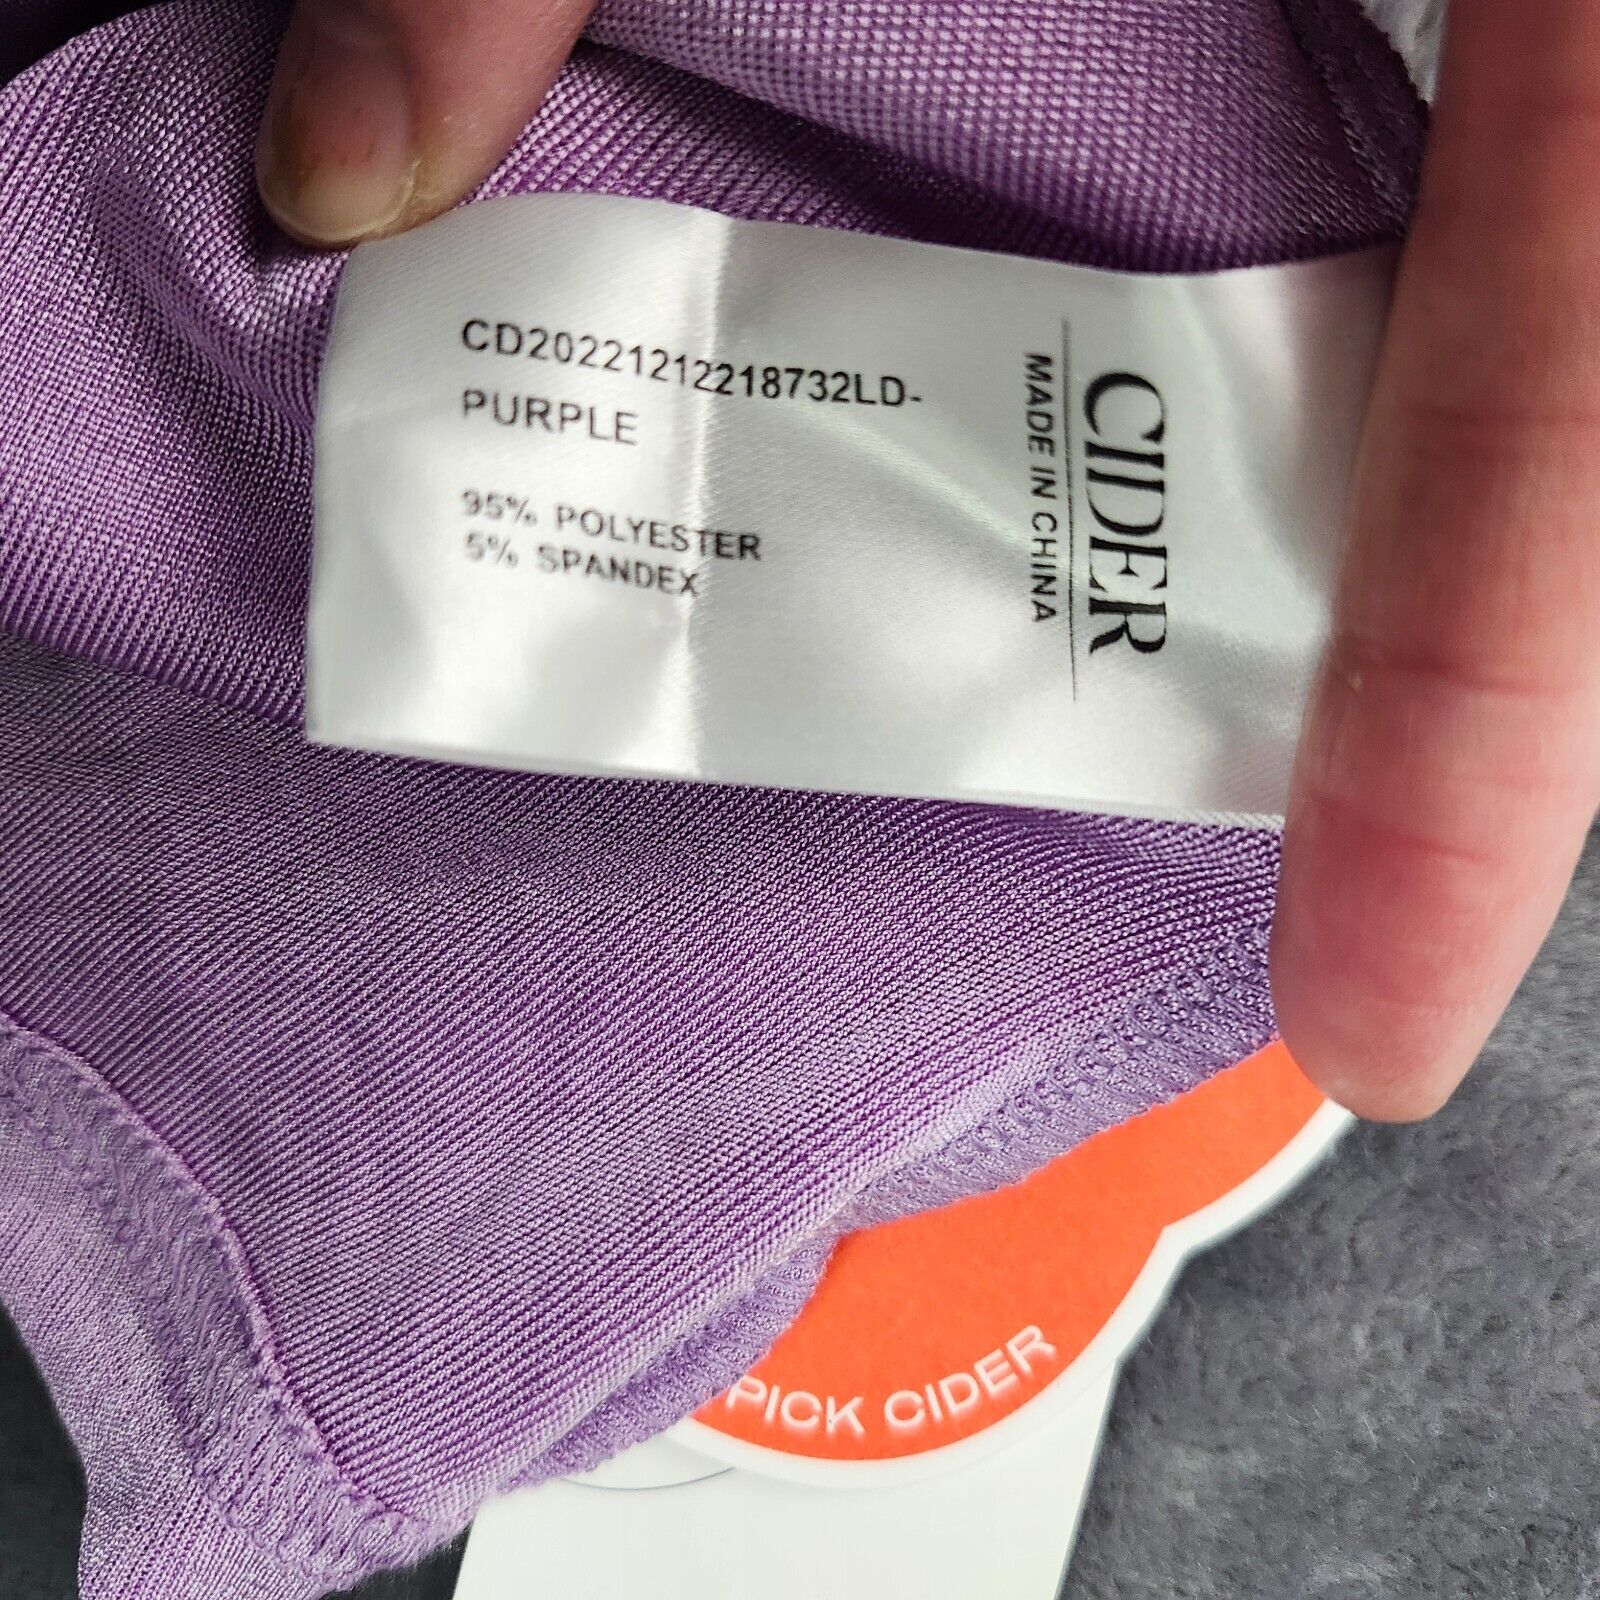 CD20221212218732LD-
PURPLE
95% POLYESTER
5% SPANDEX
CIDER
MADE IN CHINA
PICK CIDER